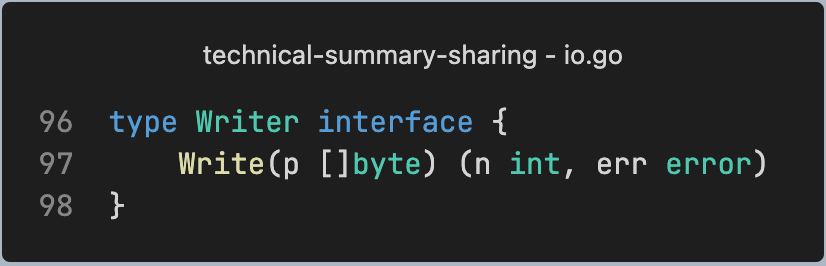 technical-summary-sharing - io.go
96 type Writer interface {
97     Write(p []byte) (n int, err error)
98 }